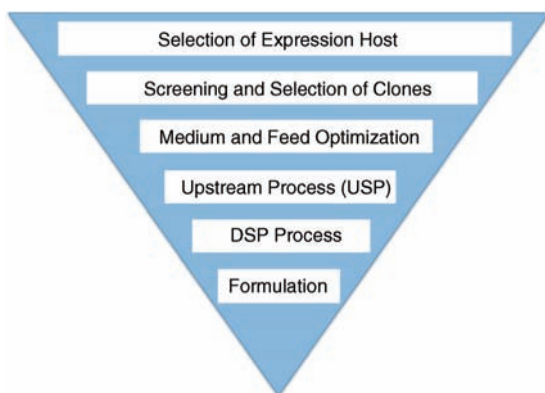 Selection of Expression Host
Screening and Selection of Clones
Medium and Feed Optimization
Upstream Process (USP)
DSP Process
Formulation